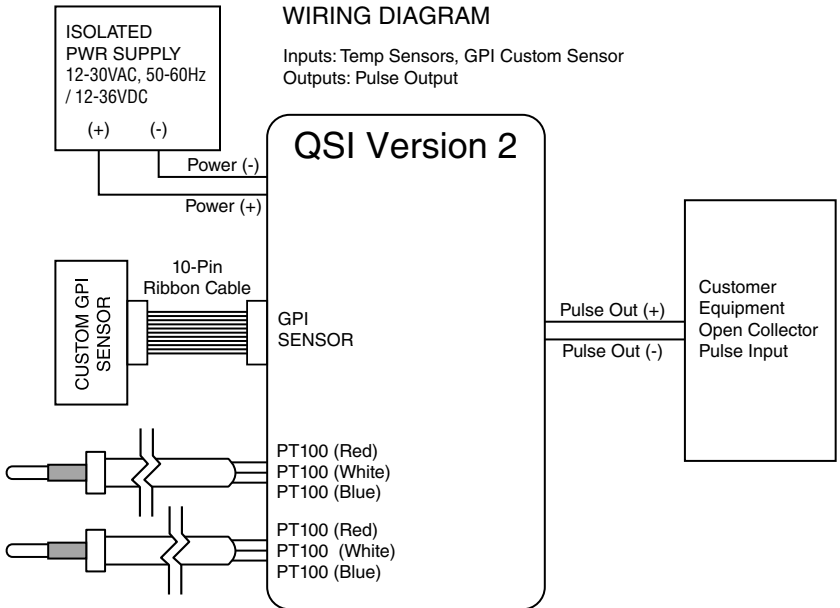 WIRING DIAGRAM
Inputs: Temp Sensors, GPI Custom Sensor
Outputs: Pulse Output
ISOLATED
PWR SUPPLY
12-30VAC, 50-60Hz
/ 12-36VDC
(+) (-)
Power (-)
Power (+)
QSI Version 2
CUSTOM GPI
SENSOR
10-Pin
Ribbon Cable
GPI
SENSOR
Pulse Out (+)
Pulse Out (-)
Customer
Equipment
Open Collector
Pulse Input
PT100 (Red)
PT100 (White)
PT100 (Blue)
PT100 (Red)
PT100 (White)
PT100 (Blue)